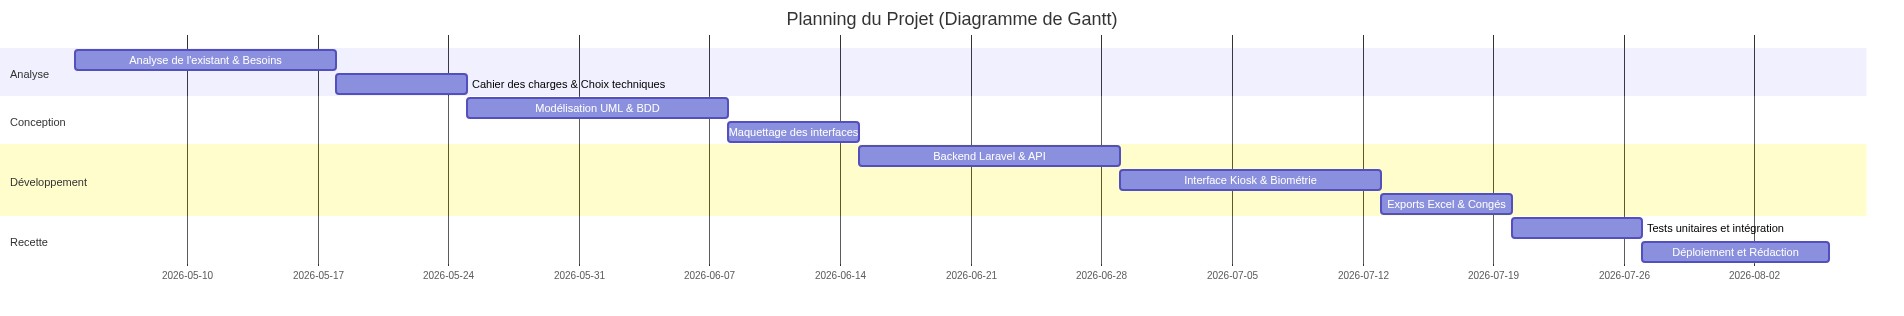 Planning du Projet (Diagramme de Gantt)
Analyse
Analyse de l'existant & Besoins
Cahier des charges & Choix techniques
Conception
Modélisation UML & BDD
Maquettage des interfaces
Développement
Backend Laravel & API
Interface Kiosk & Biométrie
Exports Excel & Congés
Recette
Tests unitaires et intégration
Déploiement et Rédaction
2026-05-10
2026-05-17
2026-05-24
2026-05-31
2026-06-07
2026-06-14
2026-06-21
2026-06-28
2026-07-05
2026-07-12
2026-07-19
2026-07-26
2026-08-02